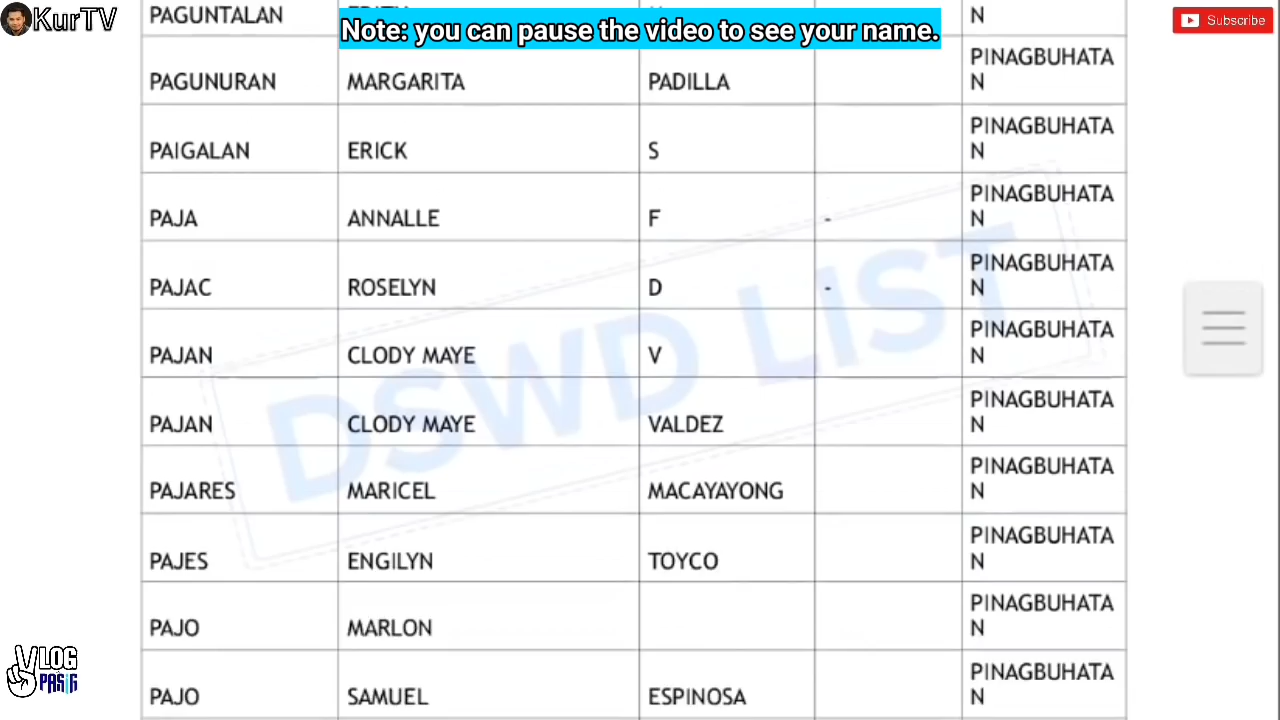 KurTV
Note: you can pause the video to see your name.
Subscribe
PAGUNTALAN N
PINAGBUHATA
PAGUNURAN MARGARITA PADILLA N
PINAGBUHATA
PAIGALAN ERICK S N
PINAGBUHATA
PAJA ANNALLE F - N
PINAGBUHATA
PAJAC ROSELYN D - N
PINAGBUHATA
PAJAN CLODY MAYE V N
PINAGBUHATA
PAJAN CLODY MAYE VALDEZ N
PINAGBUHATA
PAJARES MARICEL MACAYAYONG N
PINAGBUHATA
PAJES ENGILYN TOYCO N
PINAGBUHATA
PAJO MARLON N
PINAGBUHATA
PAJO SAMUEL ESPINOSA N
DSWD LIST
VLOG
PASIG